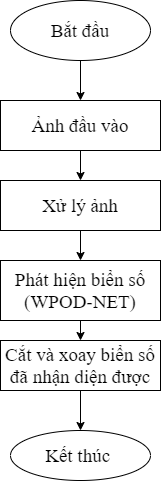 Bắt đầu
Ảnh đầu vào
Xử lý ảnh
Phát hiện biển số
(WPOD-NET)
Cắt và xoay biển số
đã nhận diện được
Kết thúc